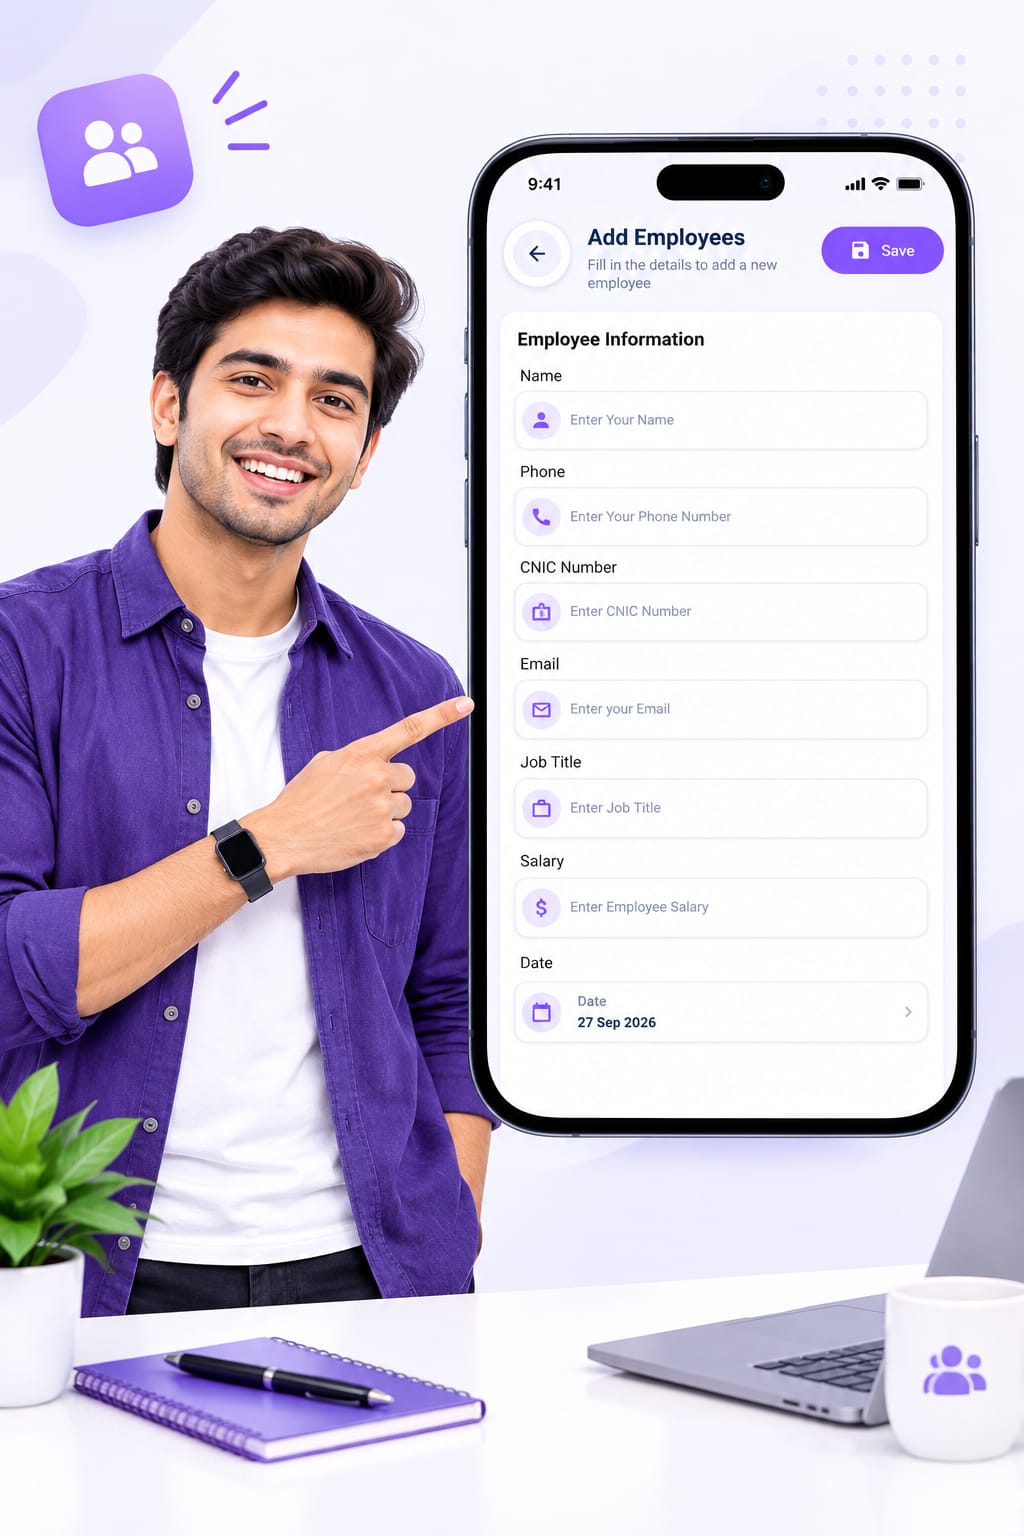 9:41
Add Employees
Fill in the details to add a new
employee
Save
Employee Information
Name
Enter Your Name
Phone
Enter Your Phone Number
CNIC Number
Enter CNIC Number
Email
Enter your Email
Job Title
Enter Job Title
Salary
$
Enter Employee Salary
Date
Date
27 Sep 2026